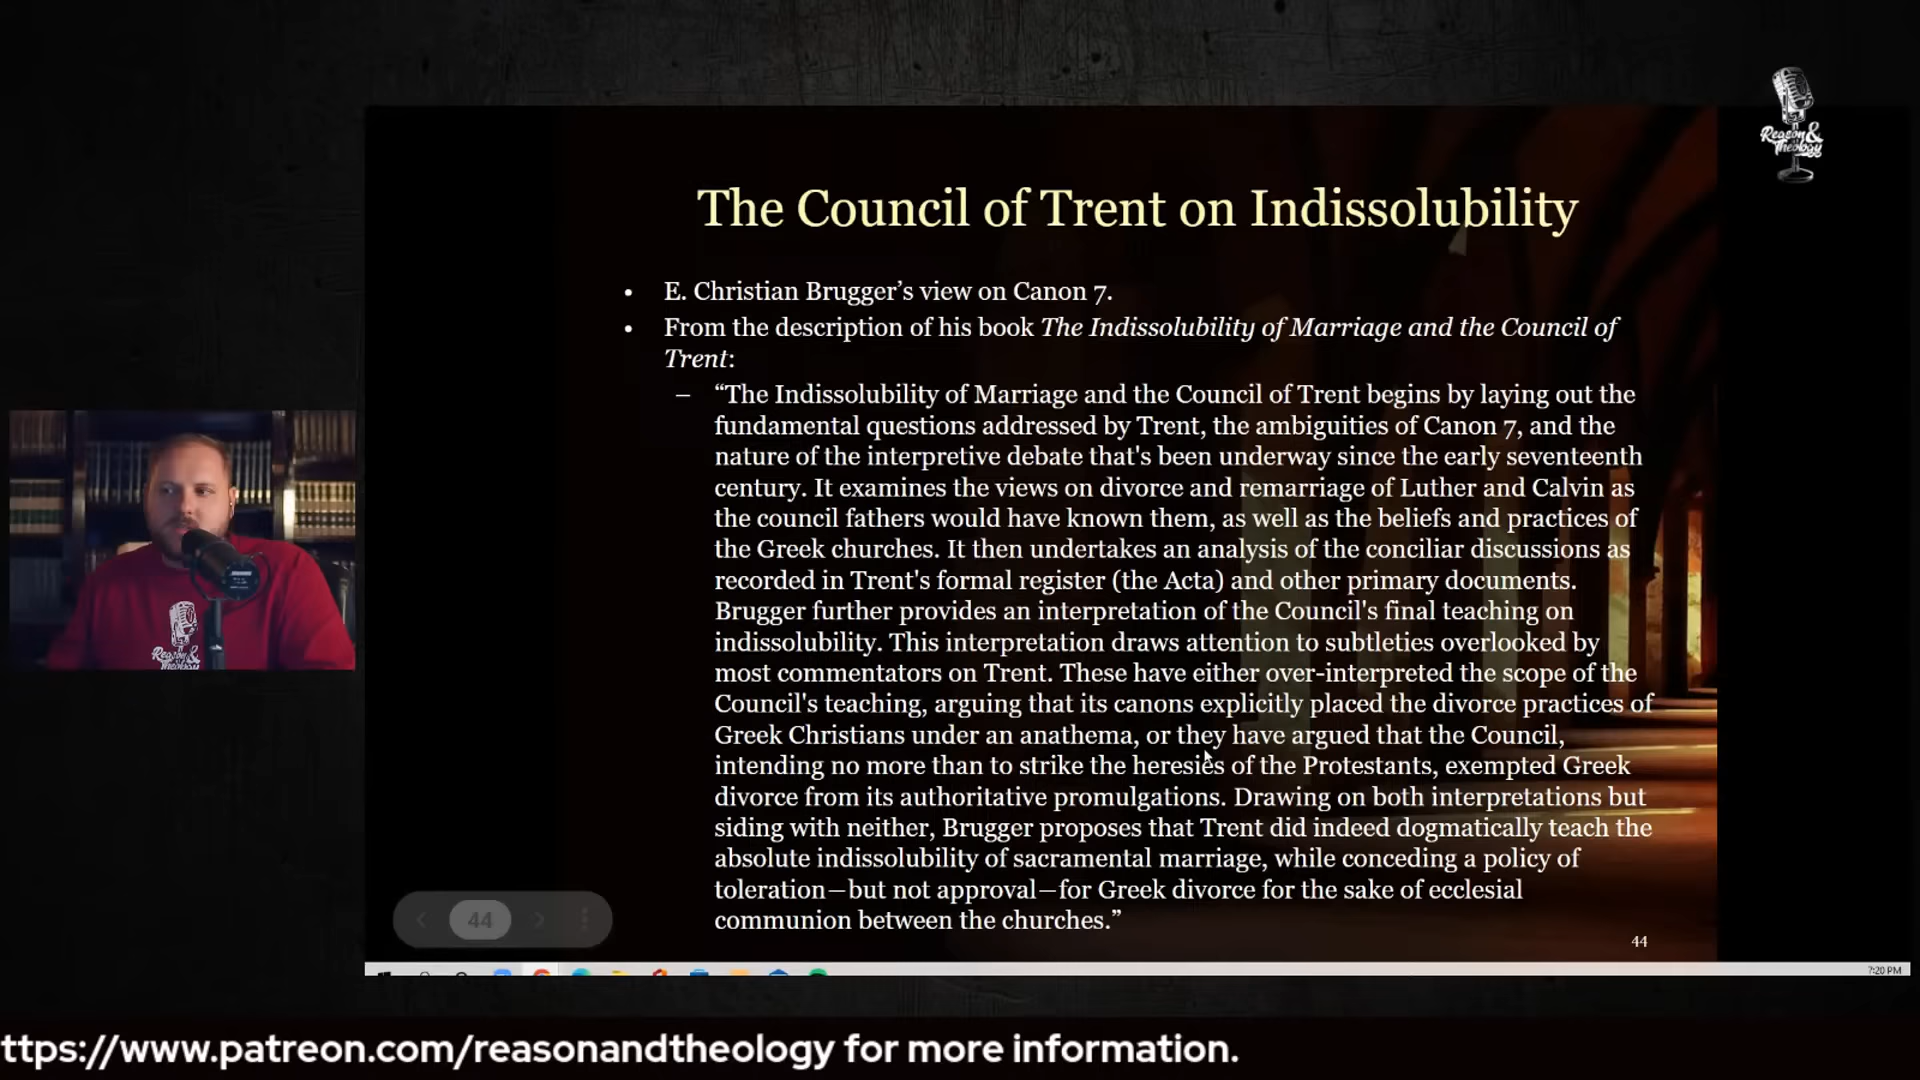 Reason &
Theology
The Council of Trent on Indissolubility
• E. Christian Brugger’s view on Canon 7.
• From the description of his book The Indissolubility of Marriage and the Council of
Trent:
– “The Indissolubility of Marriage and the Council of Trent begins by laying out the
fundamental questions addressed by Trent, the ambiguities of Canon 7, and the
nature of the interpretive debate that's been underway since the early seventeenth
century. It examines the views on divorce and remarriage of Luther and Calvin as
the council fathers would have known them, as well as the beliefs and practices of
the Greek churches. It then undertakes an analysis of the conciliar discussions as
recorded in Trent's formal register (the Acta) and other primary documents.
Brugger further provides an interpretation of the Council's final teaching on
indissolubility. This interpretation draws attention to subtleties overlooked by
most commentators on Trent. These have either over-interpreted the scope of the
Council's teaching, arguing that its canons explicitly placed the divorce practices of
Greek Christians under an anathema, or they have argued that the Council,
intending no more than to strike the heresies of the Protestants, exempted Greek
divorce from its authoritative promulgations. Drawing on both interpretations but
siding with neither, Brugger proposes that Trent did indeed dogmatically teach the
absolute indissolubility of sacramental marriage, while conceding a policy of
toleration—but not approval—for Greek divorce for the sake of ecclesial
communion between the churches.”
Reason &
Theology
44
44
7:20 PM
ttps://www.patreon.com/reasonandtheology for more information.